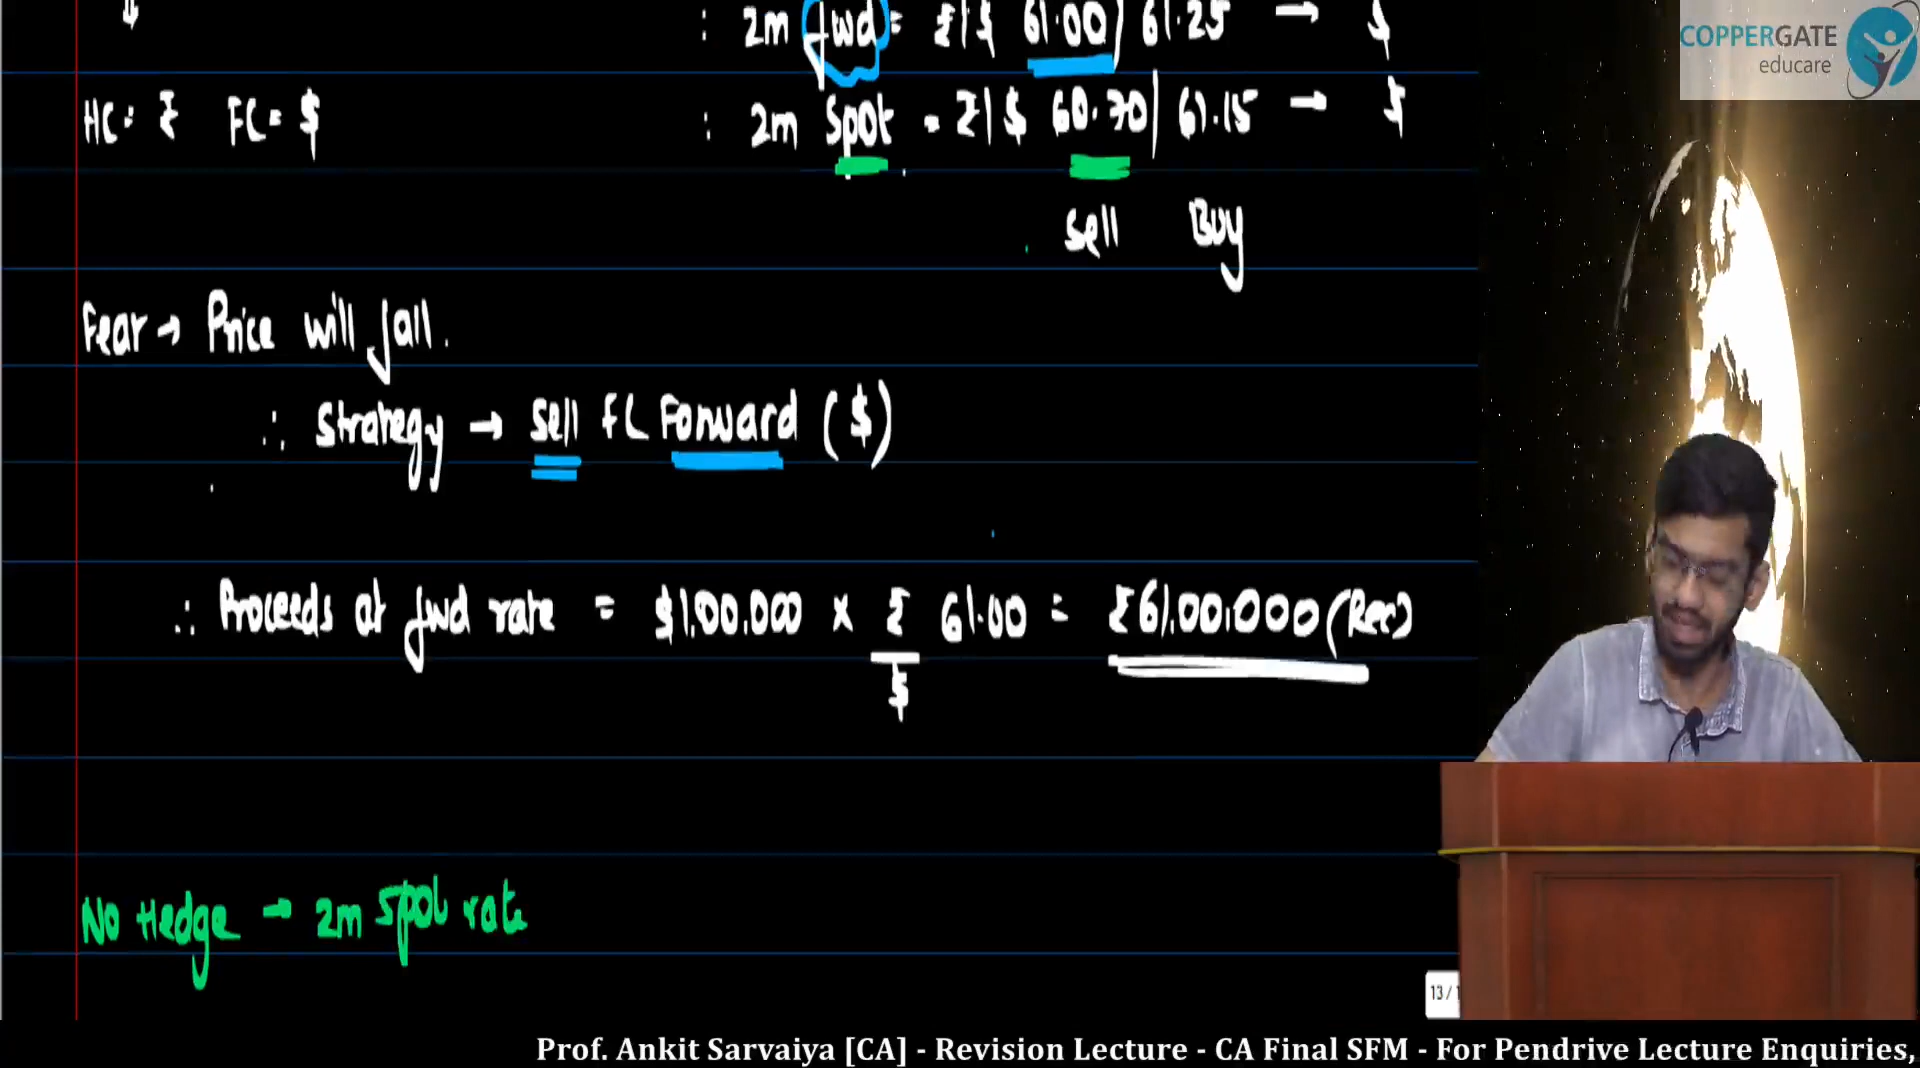 : 2m fwd = ₹|$ 61.00/ 61.25 → $
COPPERGATE
educare
HC: ₹ FC = $
: 2m Spot = ₹|$ 60.70| 61.15 → $
Sell Buy
Fear → Price will fall.
∴ Strategy → Sell FC Forward ($)
∴ Proceeds at fwd rate = $1,00,000 × ₹/$ 61.00 = ₹61,00,000 (Rec)
No Hedge → 2m spot rate
13 / 1
Prof. Ankit Sarvaiya [CA] - Revision Lecture - CA Final SFM - For Pendrive Lecture Enquiries,